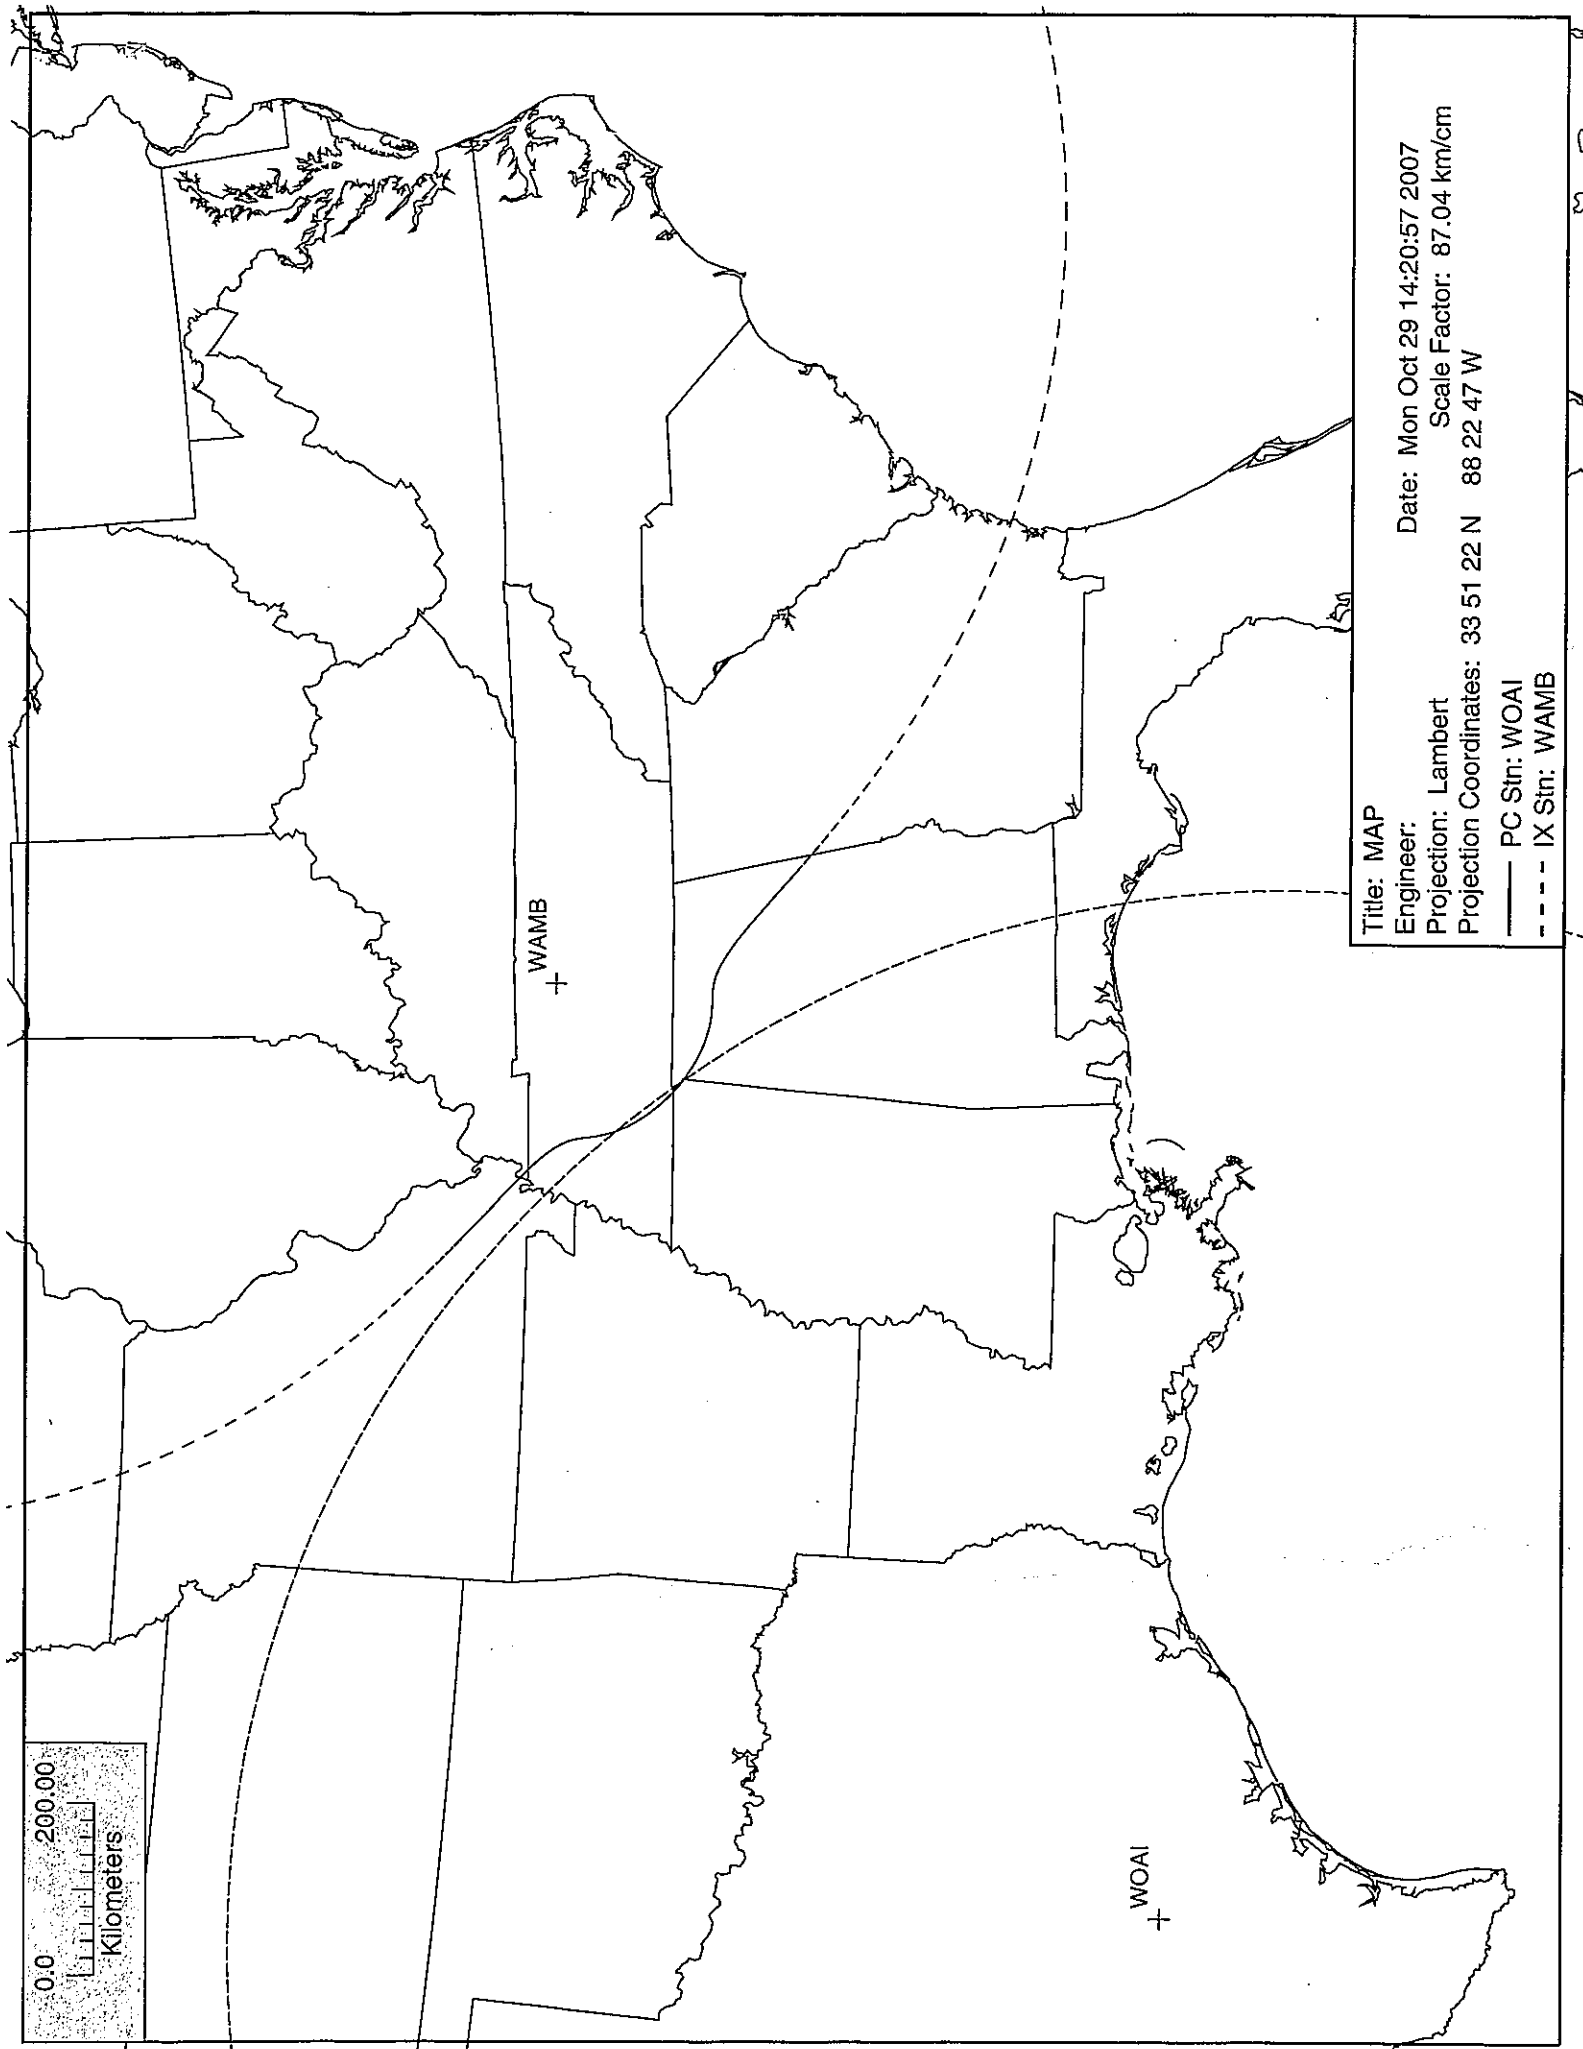 0.0 200.00
Kilometers
WAMB
WOAI
Title: MAP
Engineer: Date: Mon Oct 29 14:20:57 2007
Projection: Lambert Scale Factor: 87.04 km/cm
Projection Coordinates: 33 51 22 N 88 22 47 W
PC Stn: WOAI
IX Stn: WAMB